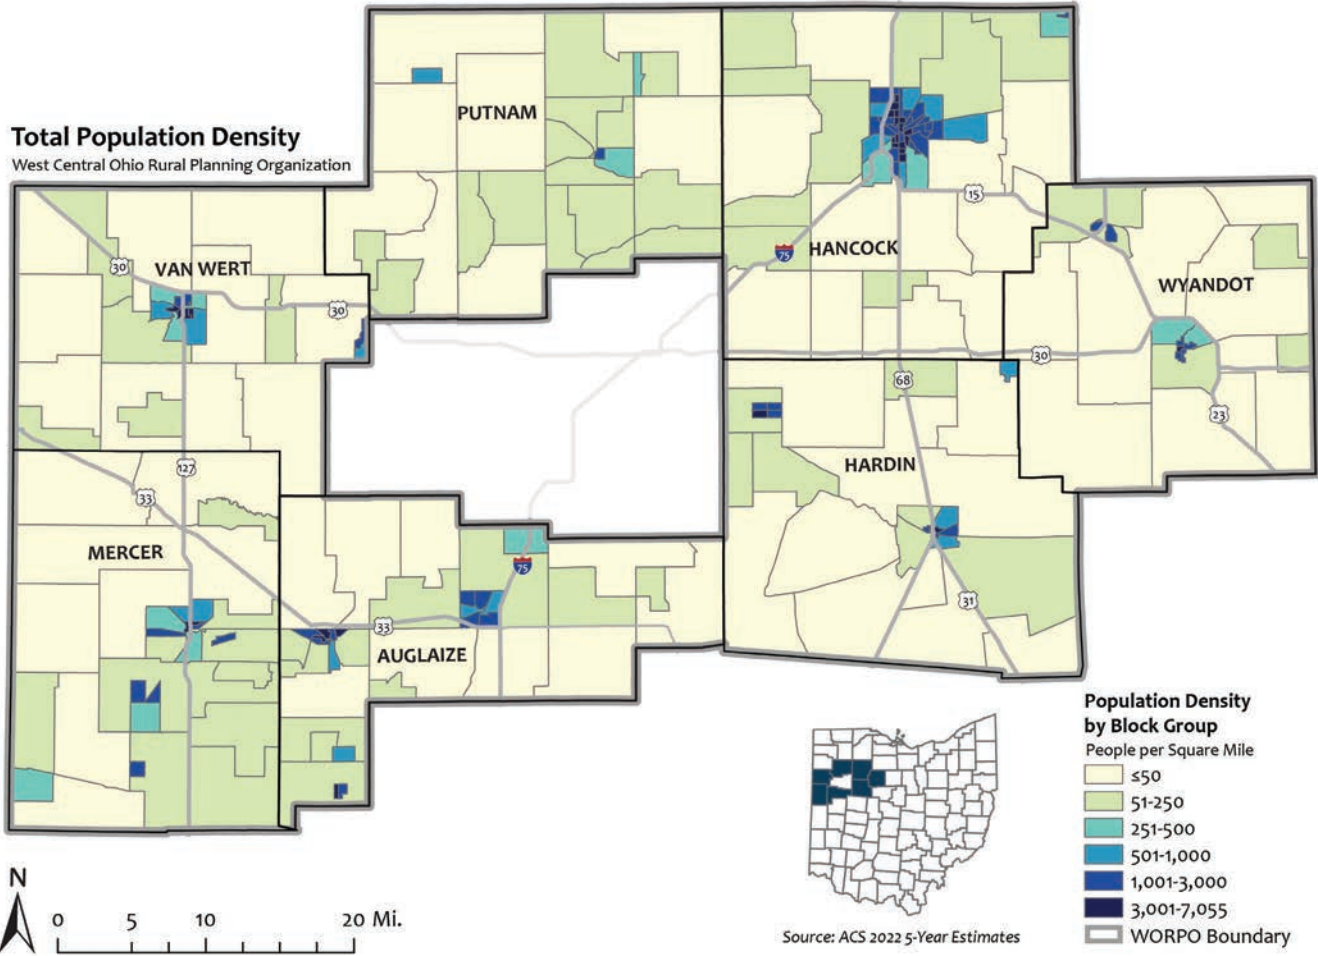 Total Population Density
West Central Ohio Rural Planning Organization
PUTNAM
15
75
HANCOCK
30
VAN WERT
30
WYANDOT
30
68
23
127
33
HARDIN
MERCER
75
31
33
AUGLAIZE
N
0 5 10 20 Mi.
Source: ACS 2022 5-Year Estimates
Population Density
by Block Group
People per Square Mile
≤50
51-250
251-500
501-1,000
1,001-3,000
3,001-7,055
WORPO Boundary